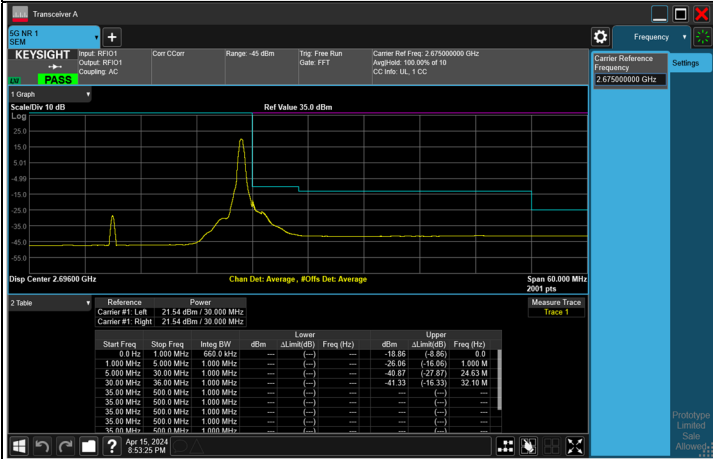 Transceiver A
5G NR 1
SEM
Frequency
KEYSIGHT
Input: RFIO1
Output: RFIO1
Coupling: AC
Corr CCorr
Range: -45 dBm
Trig: Free Run
Gate: FFT
Carrier Ref Freq: 2.675000000 GHz
Avg|Hold: 100.00% of 10
CC Info: UL, 1 CC
PASS
Carrier Reference
Frequency
2.675000000 GHz
Settings
1 Graph
Scale/Div 10 dB
Ref Value 35.0 dBm
Log
25.0
15.0
5.01
-4.99
-15.0
-25.0
-35.0
-45.0
-55.0
Disp Center 2.69600 GHz
Chan Det: Average , #Offs Det: Average
Span 60.000 MHz
2001 pts
2 Table
Reference Power
Carrier #1: Left 21.54 dBm / 30.000 MHz
Carrier #1: Right 21.54 dBm / 30.000 MHz
Measure Trace
Trace 1
Lower Upper
Start Freq Stop Freq Integ BW dBm ΔLimit(dB) Freq (Hz) dBm ΔLimit(dB) Freq (Hz)
0.0 Hz 1.000 MHz 660.0 kHz --- (---) --- -18.86 (-8.86) 0.0
1.000 MHz 5.000 MHz 1.000 MHz --- (---) --- -26.06 (-16.06) 1.000 M
5.000 MHz 30.00 MHz 1.000 MHz --- (---) --- -40.87 (-27.87) 24.63 M
30.00 MHz 36.00 MHz 1.000 MHz --- (---) --- -41.33 (-16.33) 32.10 M
35.00 MHz 500.0 MHz 1.000 MHz --- (---) --- --- (---) ---
35.00 MHz 500.0 MHz 1.000 MHz --- (---) --- --- (---) ---
35.00 MHz 500.0 MHz 1.000 MHz --- (---) --- --- (---) ---
35.00 MHz 500.0 MHz 1.000 MHz --- (---) --- --- (---) ---
35.00 MHz 500.0 MHz 1.000 MHz --- (---) --- --- (---) ---
Apr 15, 2024
8:53:25 PM
Prototype
Limited
Sale
Allowed